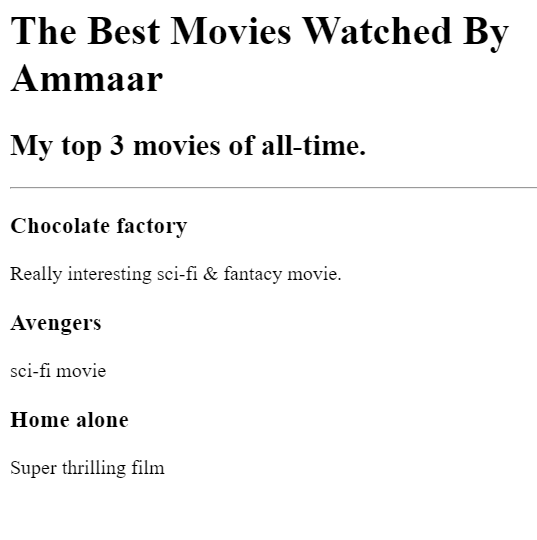 The Best Movies Watched By
Ammaar
My top 3 movies of all-time.
Chocolate factory
Really interesting sci-fi & fantacy movie.
Avengers
sci-fi movie
Home alone
Super thrilling film